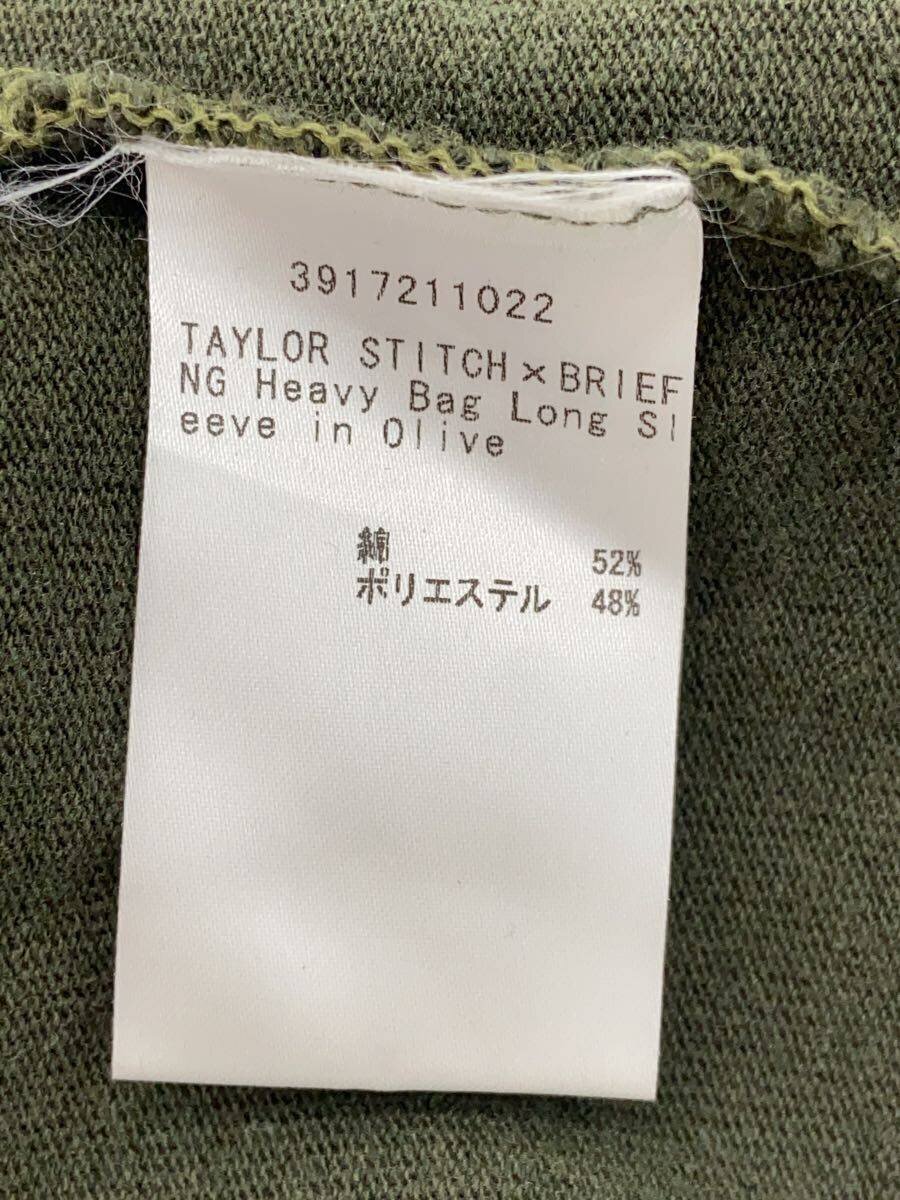 3917211022
TAYLOR STITCH×BRIEF
NG Heavy Bag Long Sl
eeve in Olive
綿 52%
ポリエステル 48%